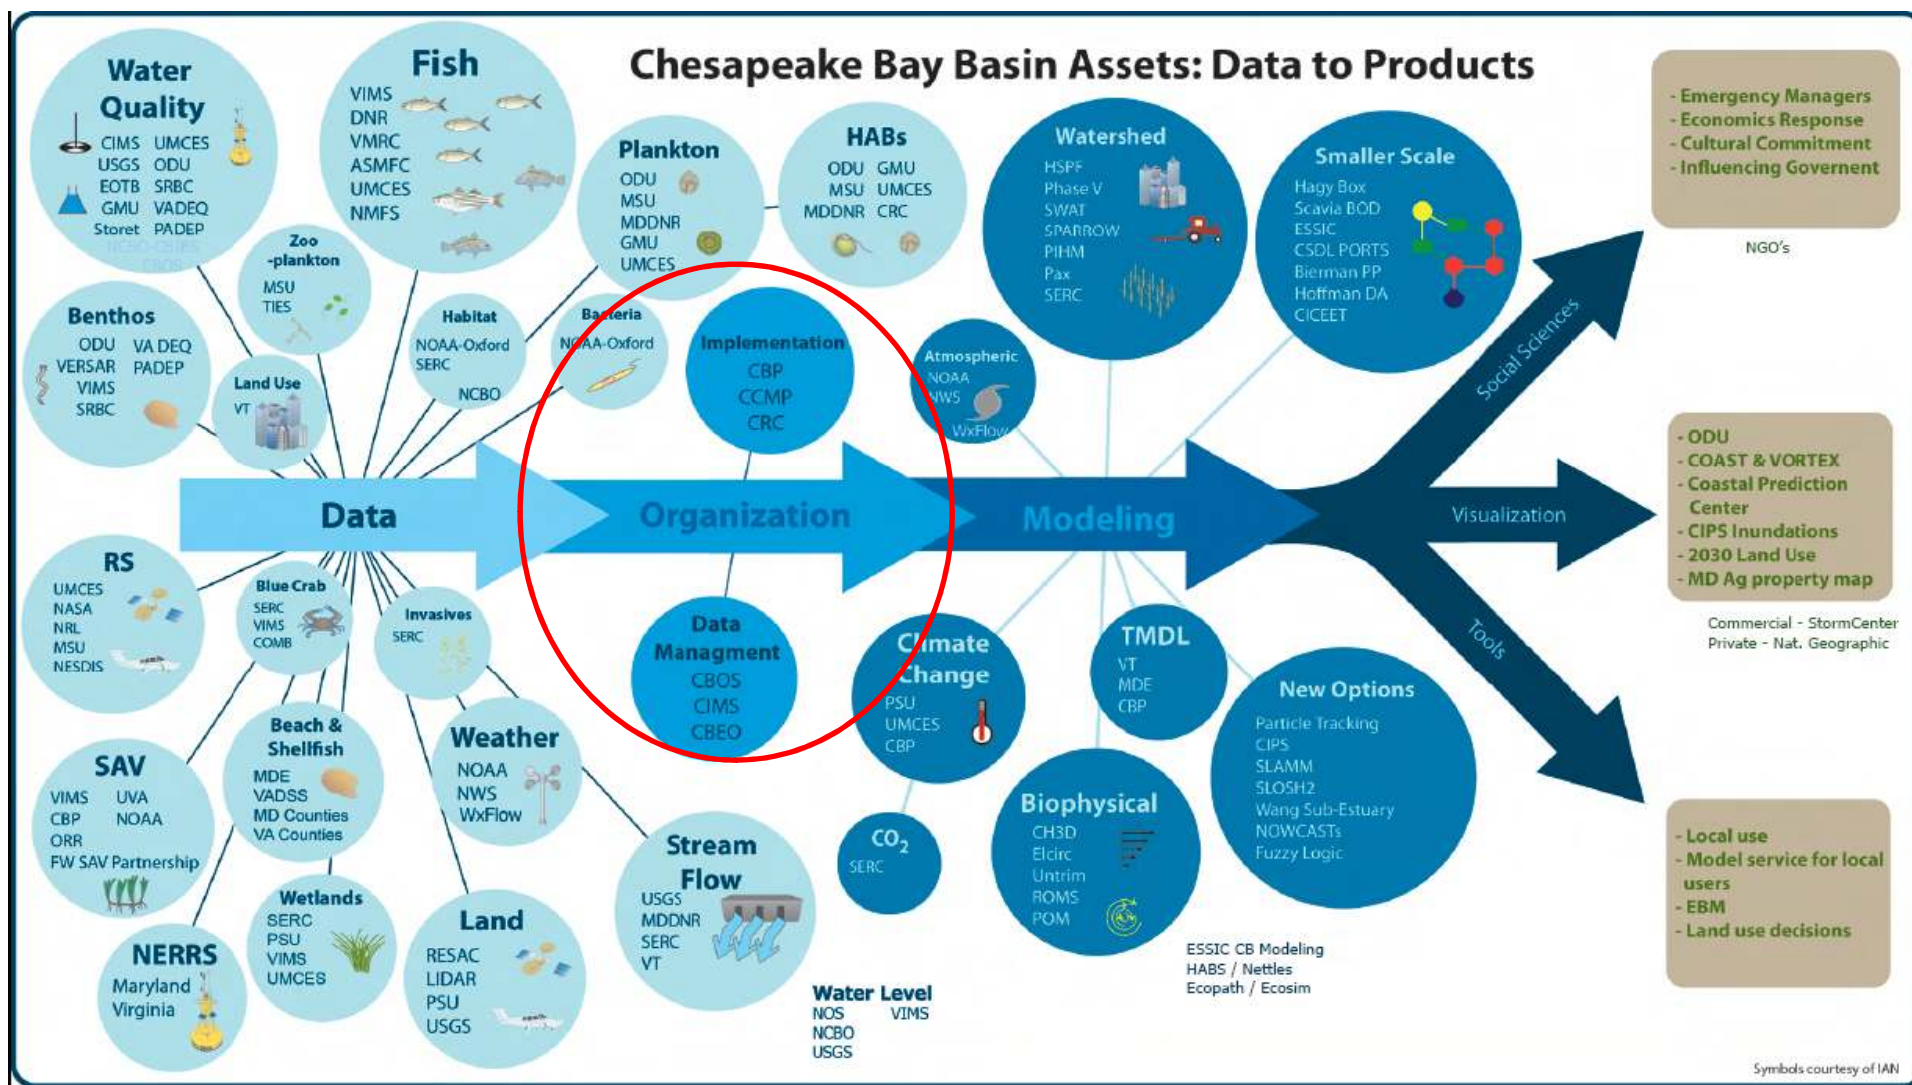 Chesapeake Bay Basin Assets: Data to Products
Water
Quality
CIMS UMCES
USGS ODU
EOTB SRBC
GMU VADEQ
Storet PADEP
NCBO-CBIBS
CBOS
Fish
VIMS
DNR
VMRC
ASMFC
UMCES
NMFS
Plankton
ODU
MSU
MDDNR
GMU
UMCES
HABs
ODU GMU
MSU UMCES
MDDNR CRC
Zoo
-plankton
MSU
TIES
Benthos
ODU VA DEQ
VERSAR PADEP
VIMS
SRBC
Land Use
VT
Habitat
NOAA-Oxford
SERC
NCBO
Bacteria
NOAA-Oxford
Implementation
CBP
CCMP
CRC
Watershed
HSPF
Phase V
SWAT
SPARROW
PIHM
Pax
SERC
Smaller Scale
Hagy Box
Scavia BOD
ESSIC
CSDL PORTS
Bierman PP
Hoffman DA
CICEET
Atmospheric
NOAA
NWS
WxFlow
Data
Organization
Modeling
Social Sciences
Visualization
Tools
- Emergency Managers
- Economics Response
- Cultural Commitment
- Influencing Governent
NGO's
- ODU
- COAST & VORTEX
- Coastal Prediction
Center
- CIPS Inundations
- 2030 Land Use
- MD Ag property map
Commercial - StormCenter
Private - Nat. Geographic
- Local use
- Model service for local
users
- EBM
- Land use decisions
RS
UMCES
NASA
NRL
MSU
NESDIS
Blue Crab
SERC
VIMS
COMB
Invasives
SERC
Data
Managment
CBOS
CIMS
CBEO
Climate
Change
PSU
UMCES
CBP
TMDL
VT
MDE
CBP
New Options
Particle Tracking
CIPS
SLAMM
SLOSH2
Wang Sub-Estuary
NOWCASTs
Fuzzy Logic
SAV
VIMS UVA
CBP NOAA
ORR
FW SAV Partnership
Beach &
Shellfish
MDE
VADSS
MD Counties
VA Counties
Weather
NOAA
NWS
WxFlow
Stream
Flow
USGS
MDDNR
SERC
VT
CO₂
SERC
Biophysical
CH3D
Elcirc
Untrim
ROMS
POM
NERRS
Maryland
Virginia
Wetlands
SERC
PSU
VIMS
UMCES
Land
RESAC
LIDAR
PSU
USGS
Water Level
NOS VIMS
NCBO
USGS
ESSIC CB Modeling
HABS / Nettles
Ecopath / Ecosim
Symbols courtesy of IAN